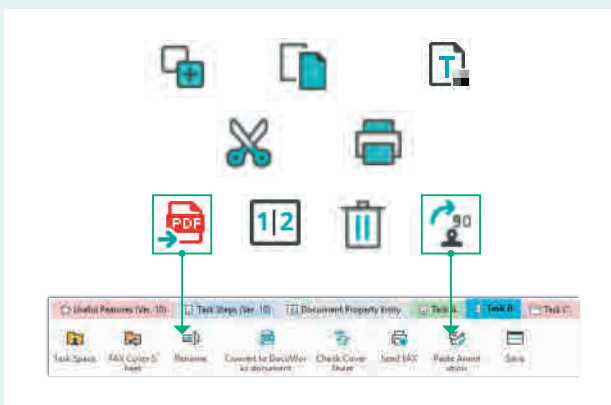 T
PDF
1|2
90
Useful Features (Ver. 10)
Task Steps (Ver. 10)
Document Property Entry
Task A
Task B
Task C
Task Space
FAX Cover S
heet
Rename
Convert to DocuWor
ks document
Check Cover
Sheet
Send FAX
Paste Annot
ation
Save